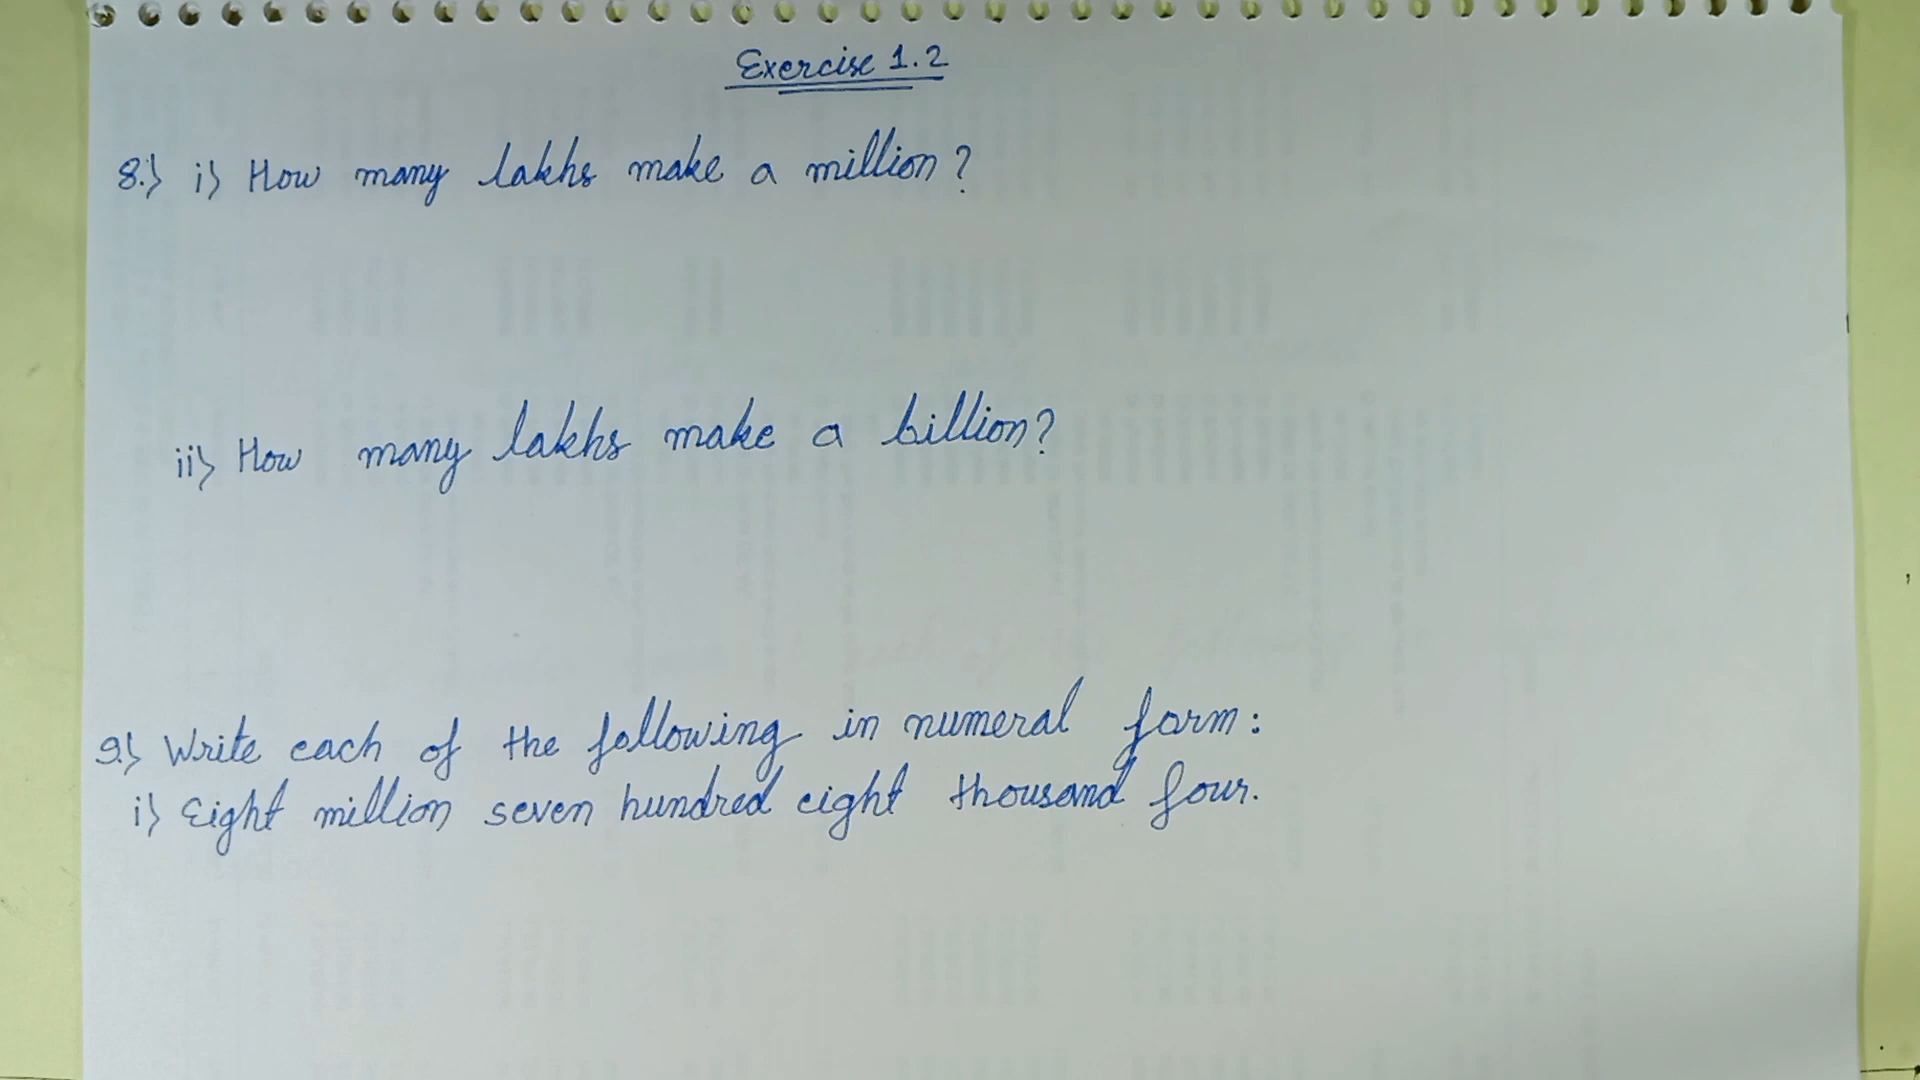 Exercise 1.2
8.) i) How many lakhs make a million?
ii) How many lakhs make a billion?
9.) Write each of the following in numeral form:
i) Eight million seven hundred eight thousand four.